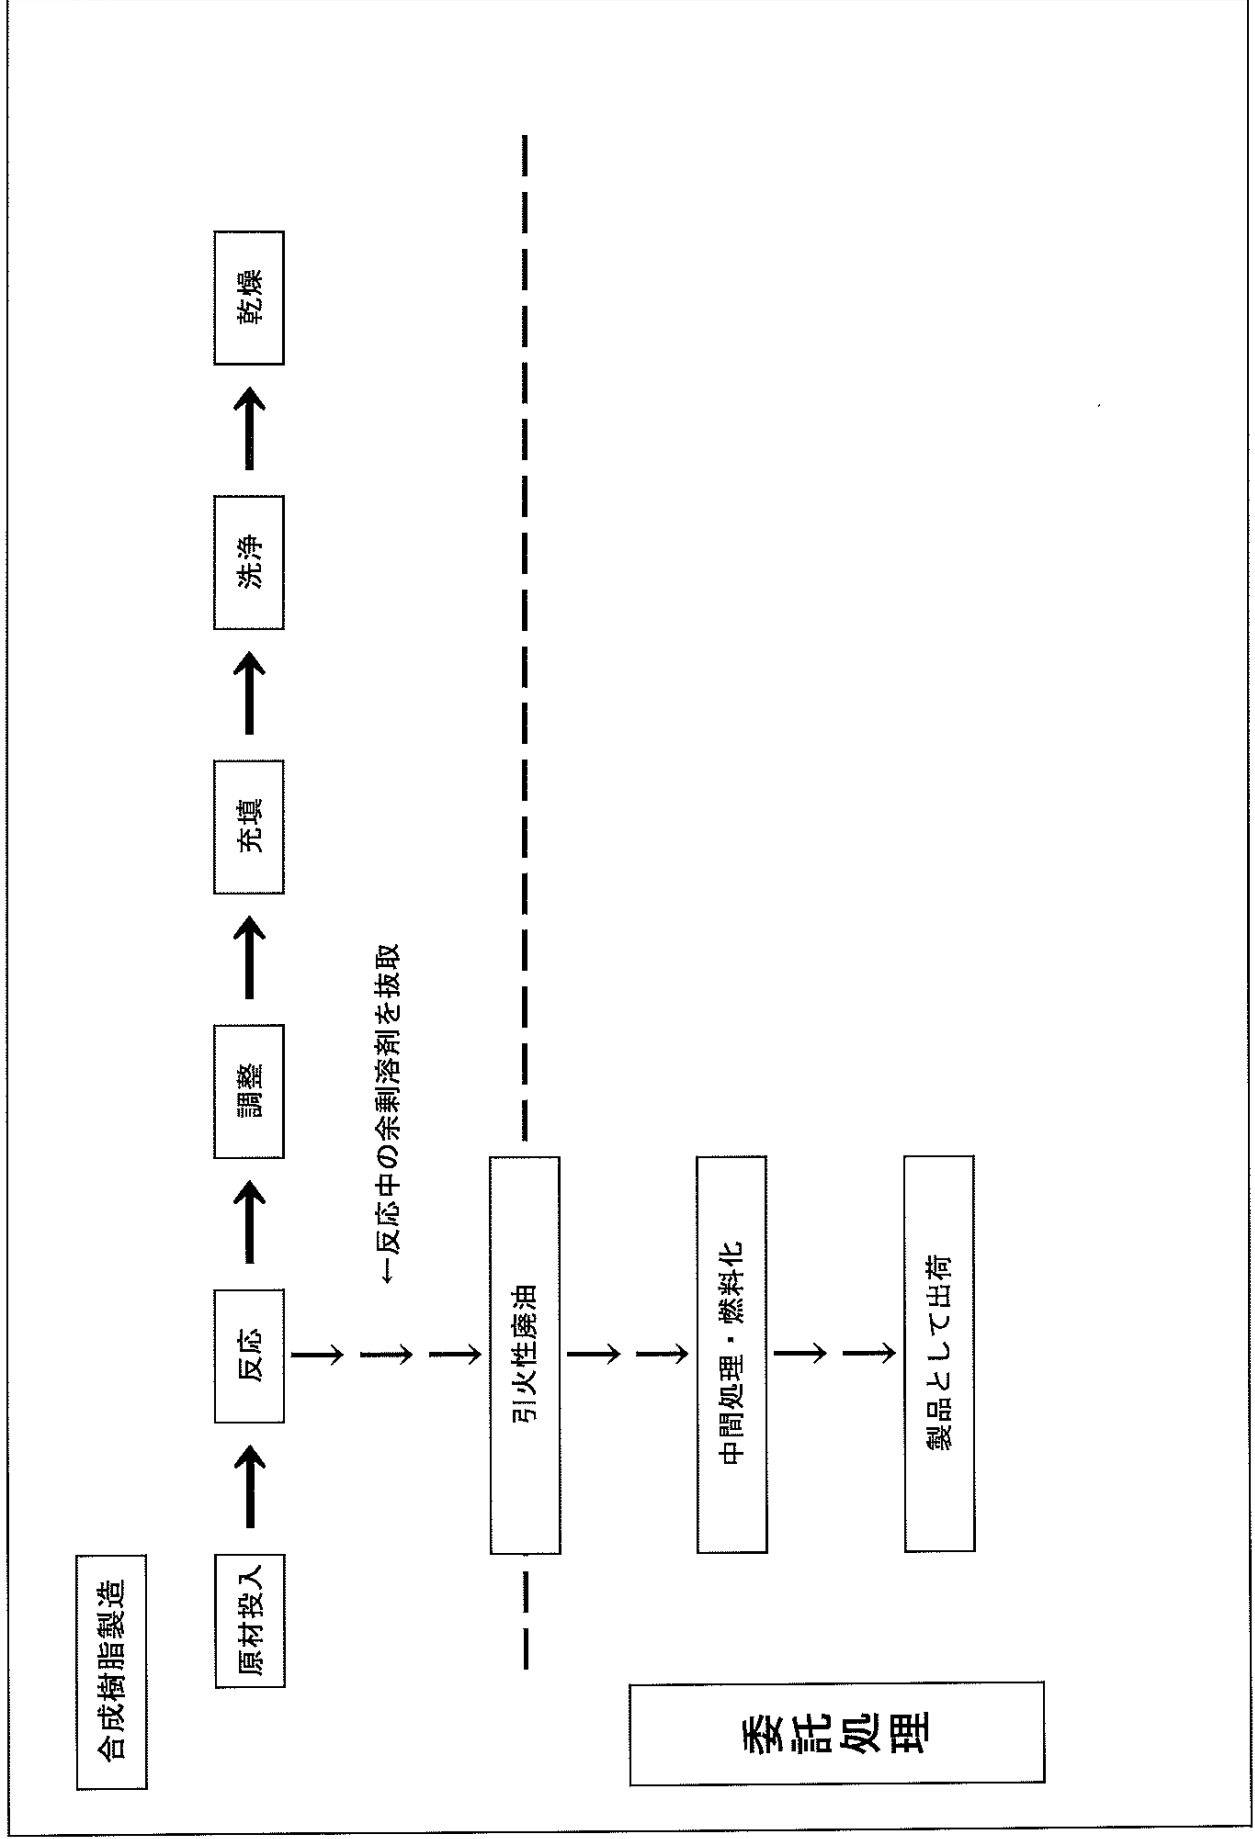 合成樹脂製造
原材投入
反応
調整
充填
洗浄
乾燥
←反応中の余剰溶剤を抜取
引火性廃油
中間処理・燃料化
製品として出荷
委託処理